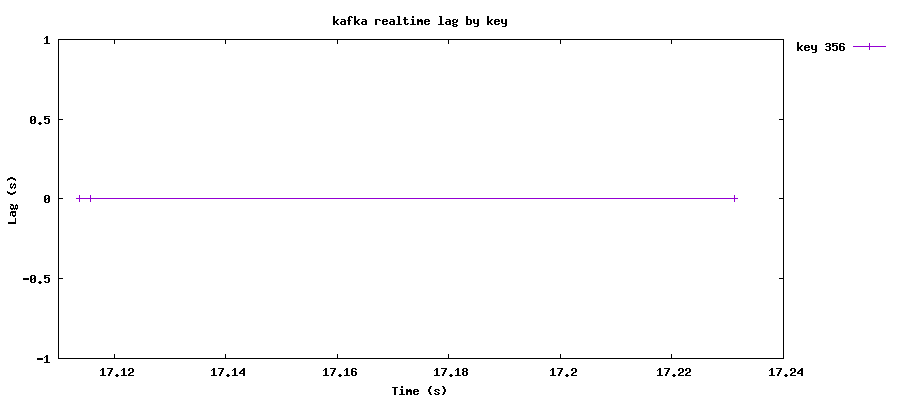 kafka realtime lag by key
key 356
1
0.5
0
-0.5
-1
Lag (s)
17.12 17.14 17.16 17.18 17.2 17.22 17.24
Time (s)